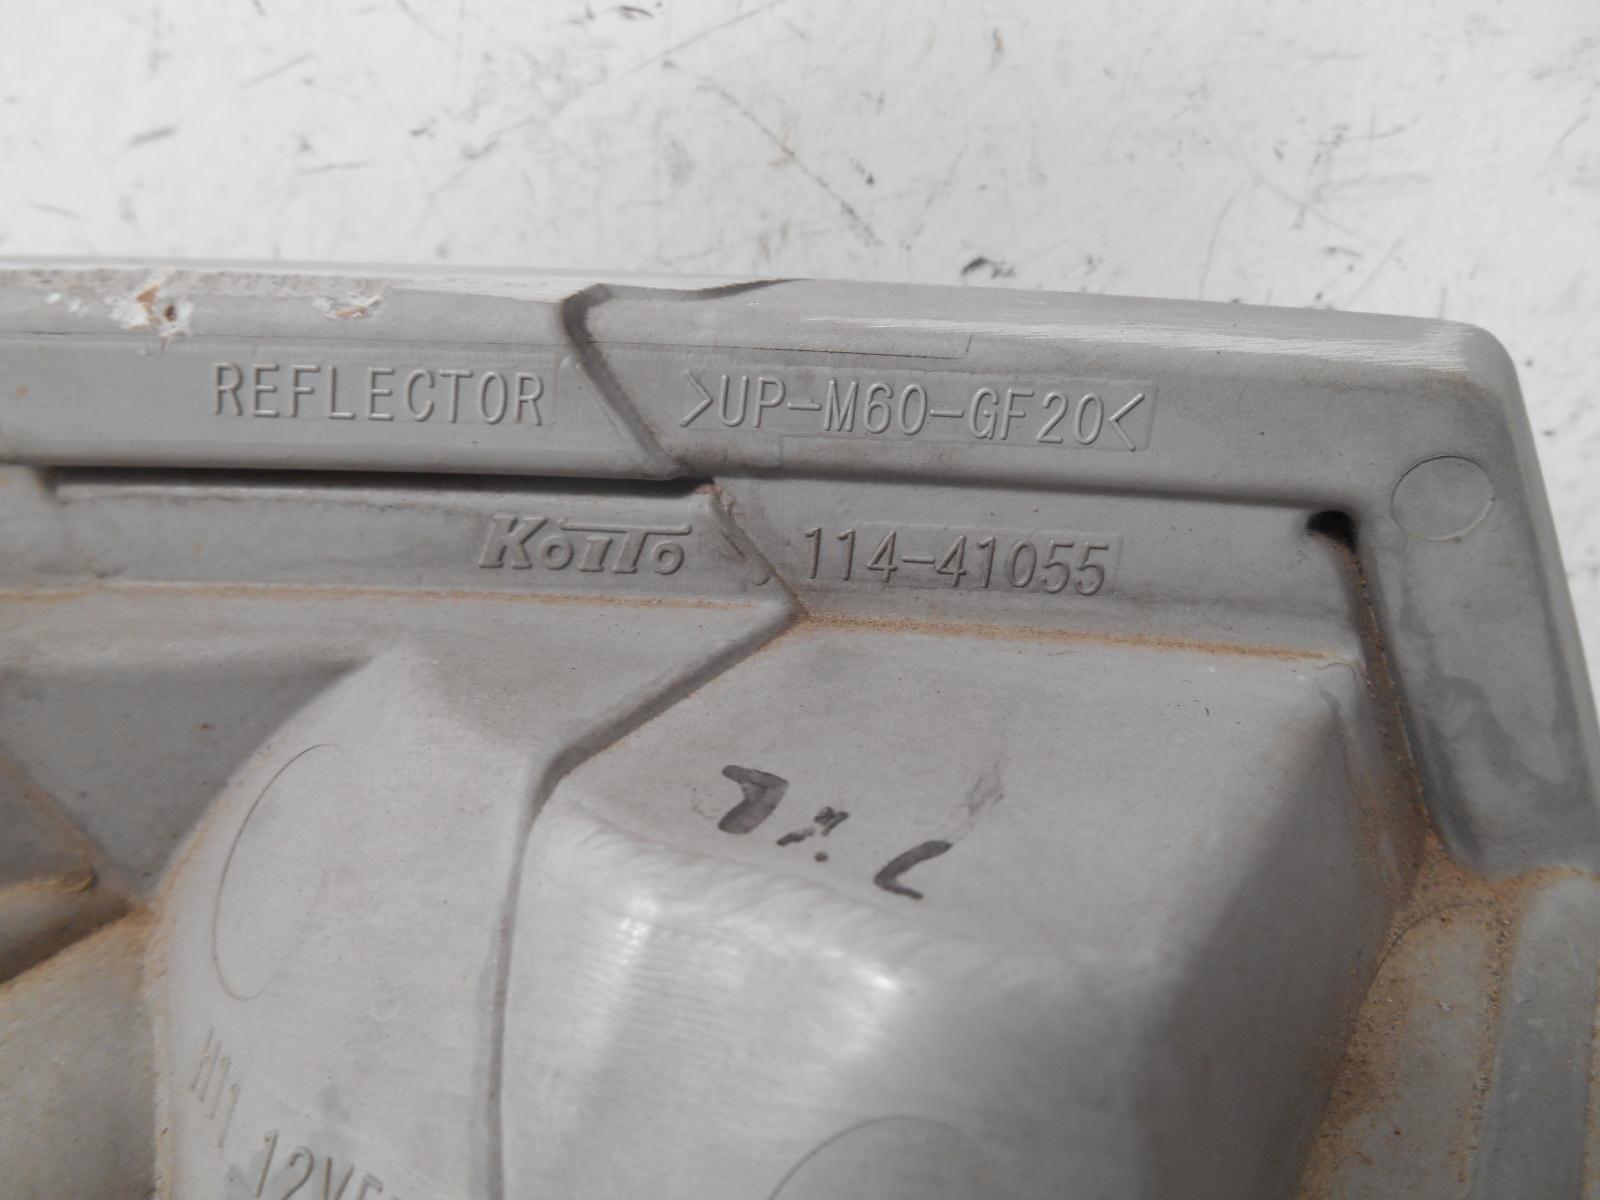 REFLECTOR >UP-M60-GF20<
KOITO 114-41055
H11